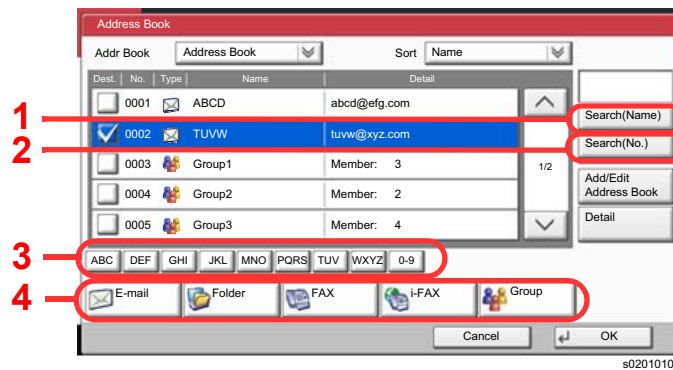 Address Book
Addr Book Address Book Sort Name
Dest. No. Type Name Detail
0001 ABCD abcd@efg.com
1 Search(Name)
0002 TUVW tuvw@xyz.com
2 Search(No.)
0003 Group1 Member: 3 1/2
Add/Edit
Address Book
0004 Group2 Member: 2
Detail
0005 Group3 Member: 4
3 ABC DEF GHI JKL MNO PQRS TUV WXYZ 0-9
4 E-mail Folder FAX i-FAX Group
Cancel OK
s0201010